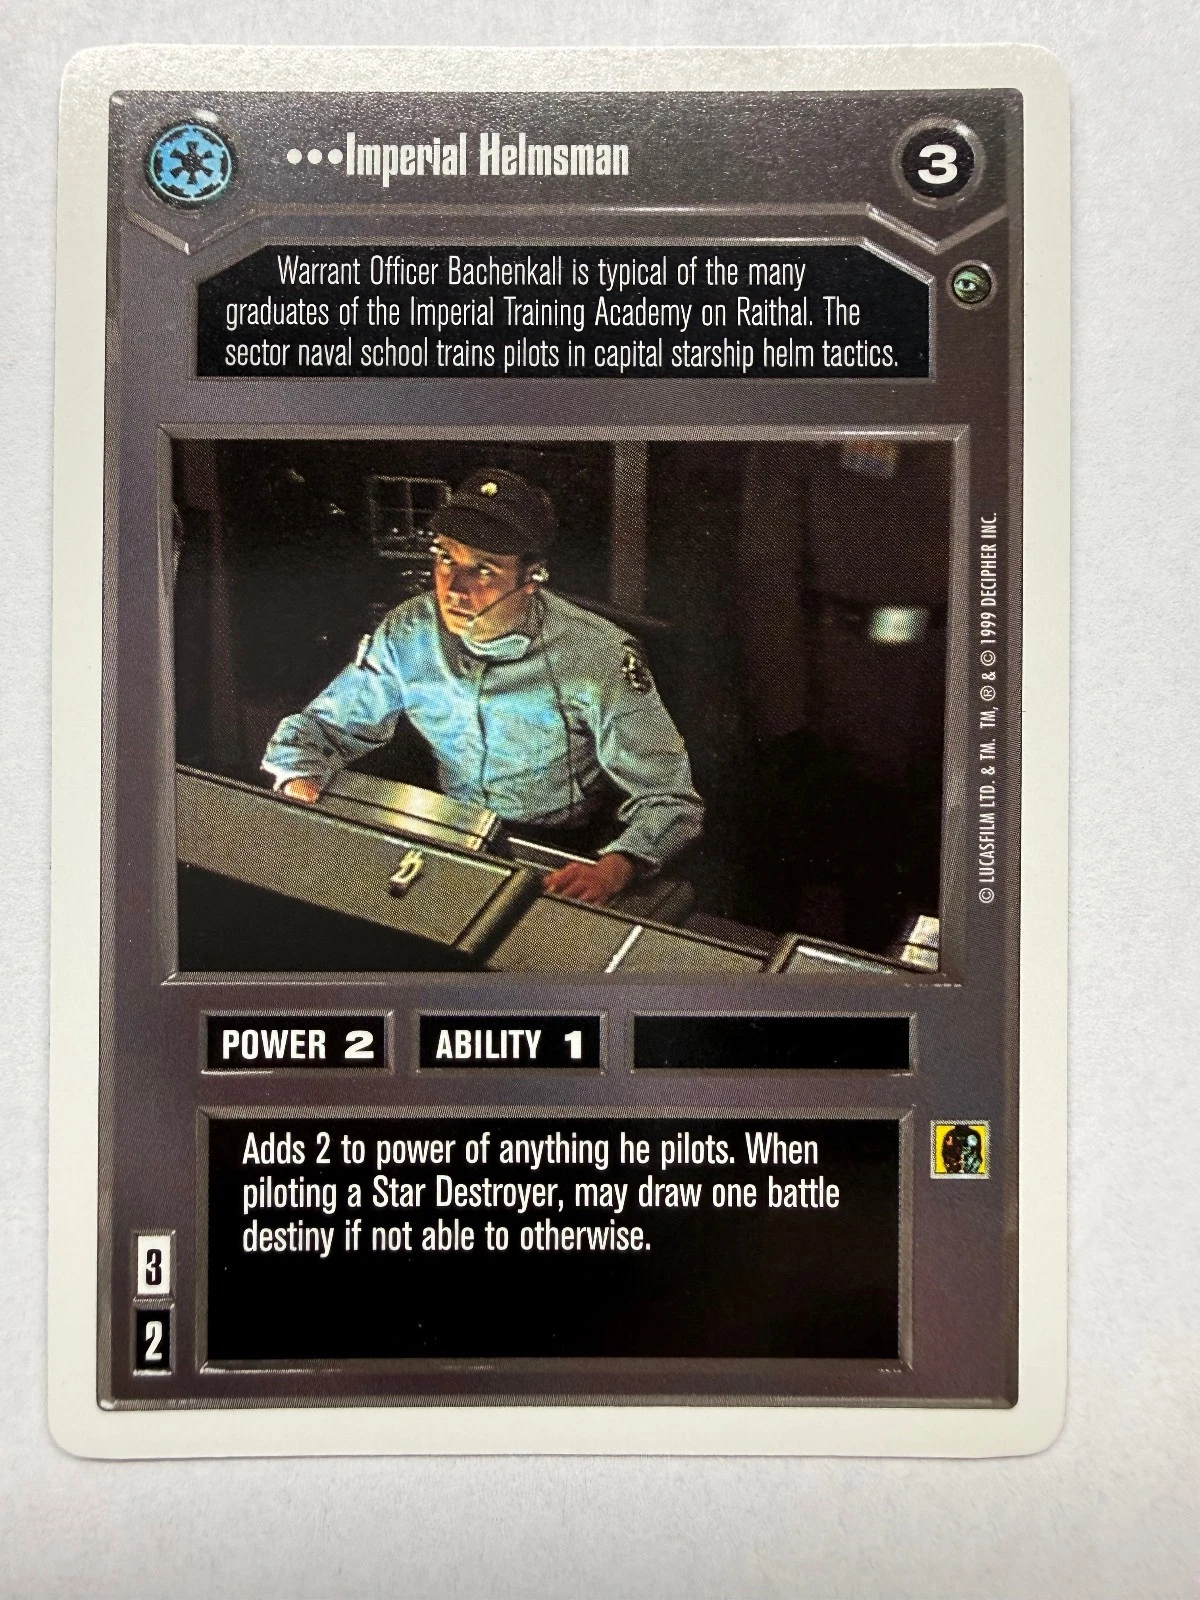 •••Imperial Helmsman
3
Warrant Officer Bachenkall is typical of the many
graduates of the Imperial Training Academy on Raithal. The
sector naval school trains pilots in capital starship helm tactics.
© LUCASFILM LTD. & TM. TM, ® & © 1999 DECIPHER INC.
POWER 2
ABILITY 1
Adds 2 to power of anything he pilots. When
piloting a Star Destroyer, may draw one battle
destiny if not able to otherwise.
3
2